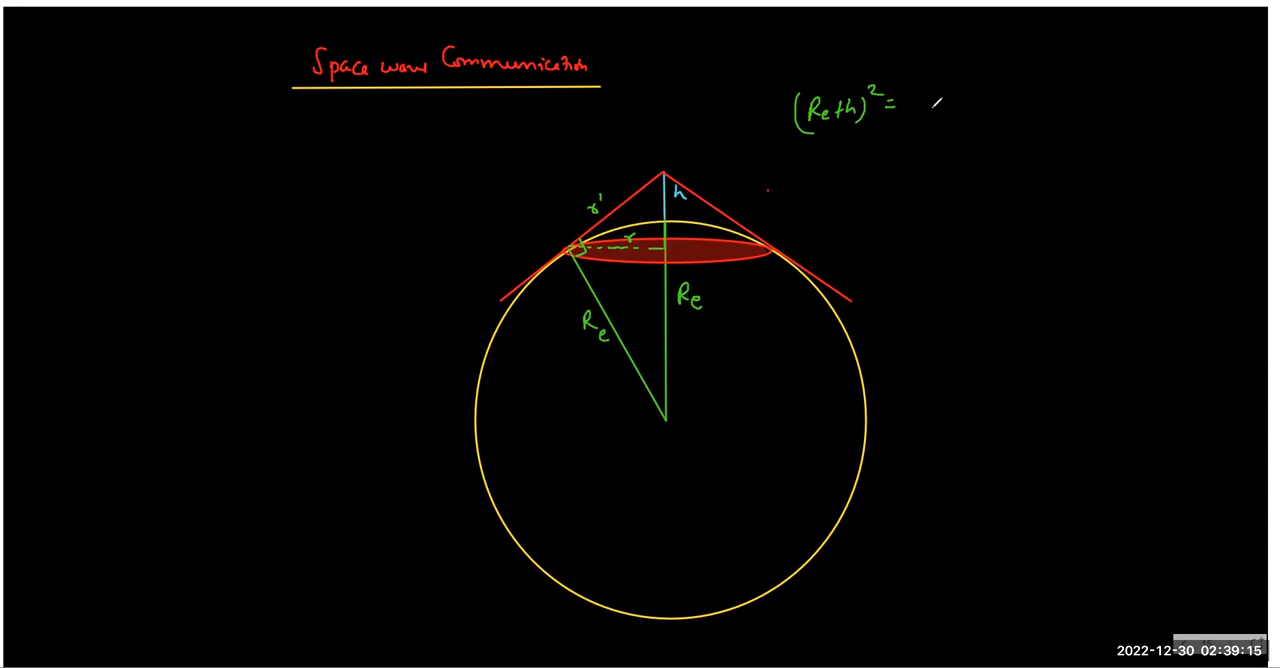 Space wave Communication
(Re+h)² =
h
r'
r
Re
Re
2022-12-30 02:39:15